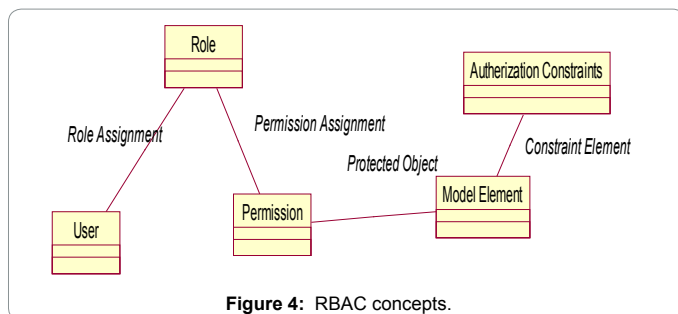 Role
Autherization Constraints
Role Assignment
Permission Assignment
Constraint Element
Protected Object
Model Element
Permission
User
Figure 4: RBAC concepts.